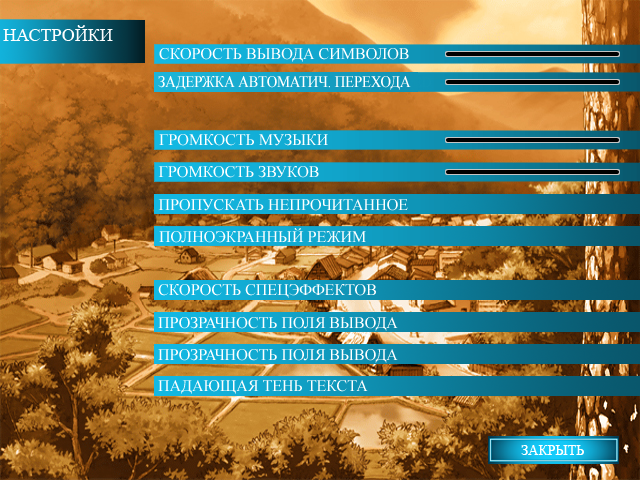 НАСТРОЙКИ
СКОРОСТЬ ВЫВОДА СИМВОЛОВ
ЗАДЕРЖКА АВТОМАТИЧ. ПЕРЕХОДА
ГРОМКОСТЬ МУЗЫКИ
ГРОМКОСТЬ ЗВУКОВ
ПРОПУСКАТЬ НЕПРОЧИТАННОЕ
ПОЛНОЭКРАННЫЙ РЕЖИМ
СКОРОСТЬ СПЕЦЭФФЕКТОВ
ПРОЗРАЧНОСТЬ ПОЛЯ ВЫВОДА
ПРОЗРАЧНОСТЬ ПОЛЯ ВЫВОДА
ПАДАЮЩАЯ ТЕНЬ ТЕКСТА
ЗАКРЫТЬ